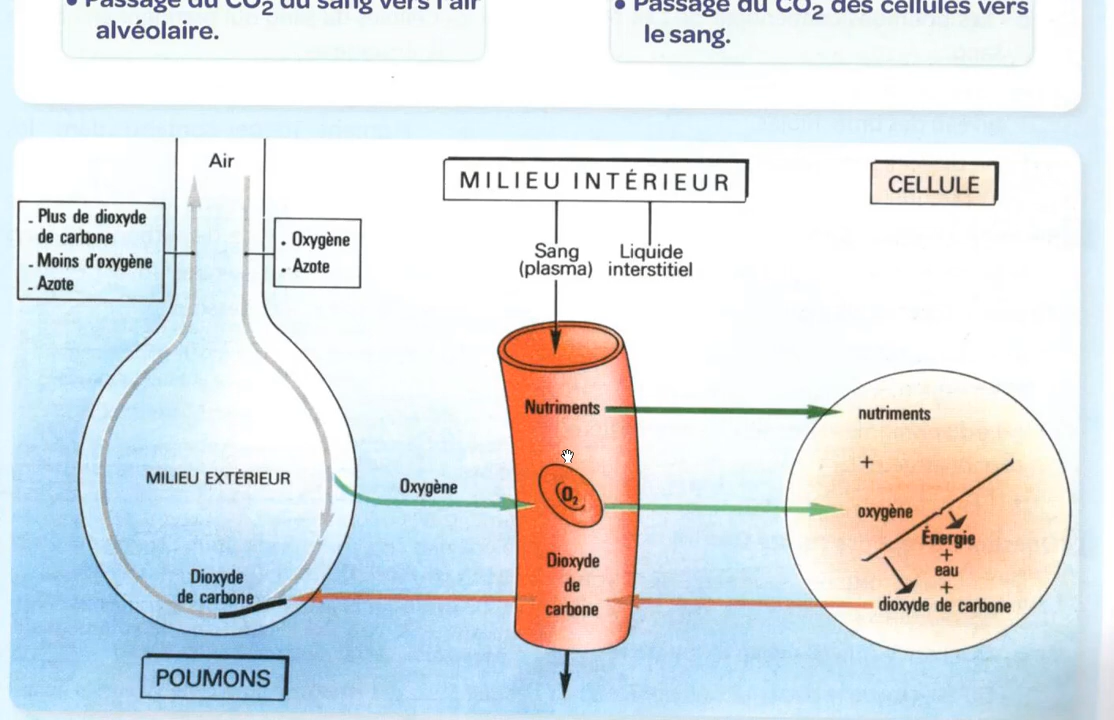 • Passage du CO2 du sang vers l'air
alvéolaire.
• Passage du CO2 des cellules vers
le sang.
Air
- Plus de dioxyde
de carbone
- Moins d'oxygène
- Azote
. Oxygène
. Azote
MILIEU EXTÉRIEUR
Dioxyde
de carbone
POUMONS
Oxygène
MILIEU INTÉRIEUR
Sang
(plasma)
Liquide
interstitiel
Nutriments
O2
Dioxyde
de
carbone
CELLULE
nutriments
+
oxygène
Énergie
+
eau
+
dioxyde de carbone